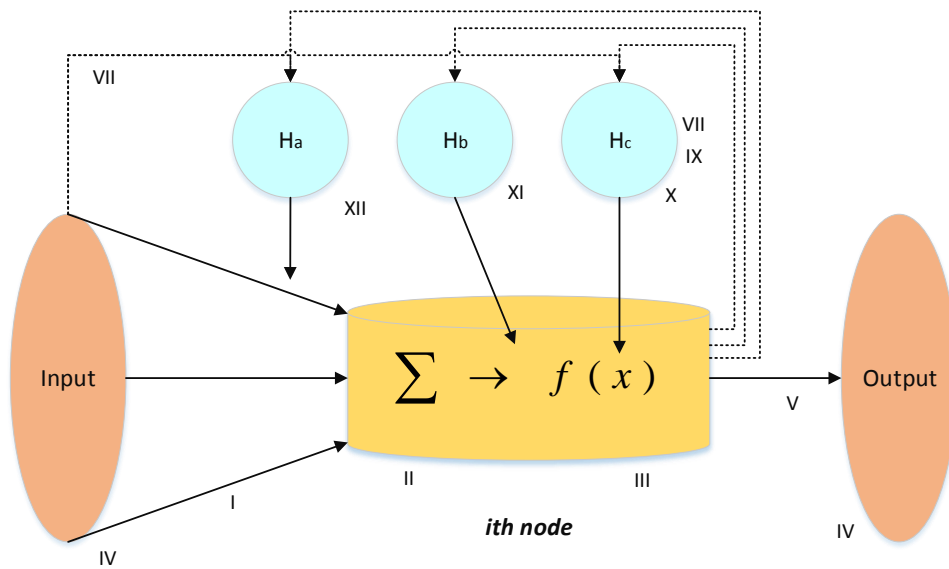 VII
Ha
Hb
Hc
VII
IX
XII
XI
X
Input
∑ → f ( x )
Output
V
II
III
I
ith node
IV
IV